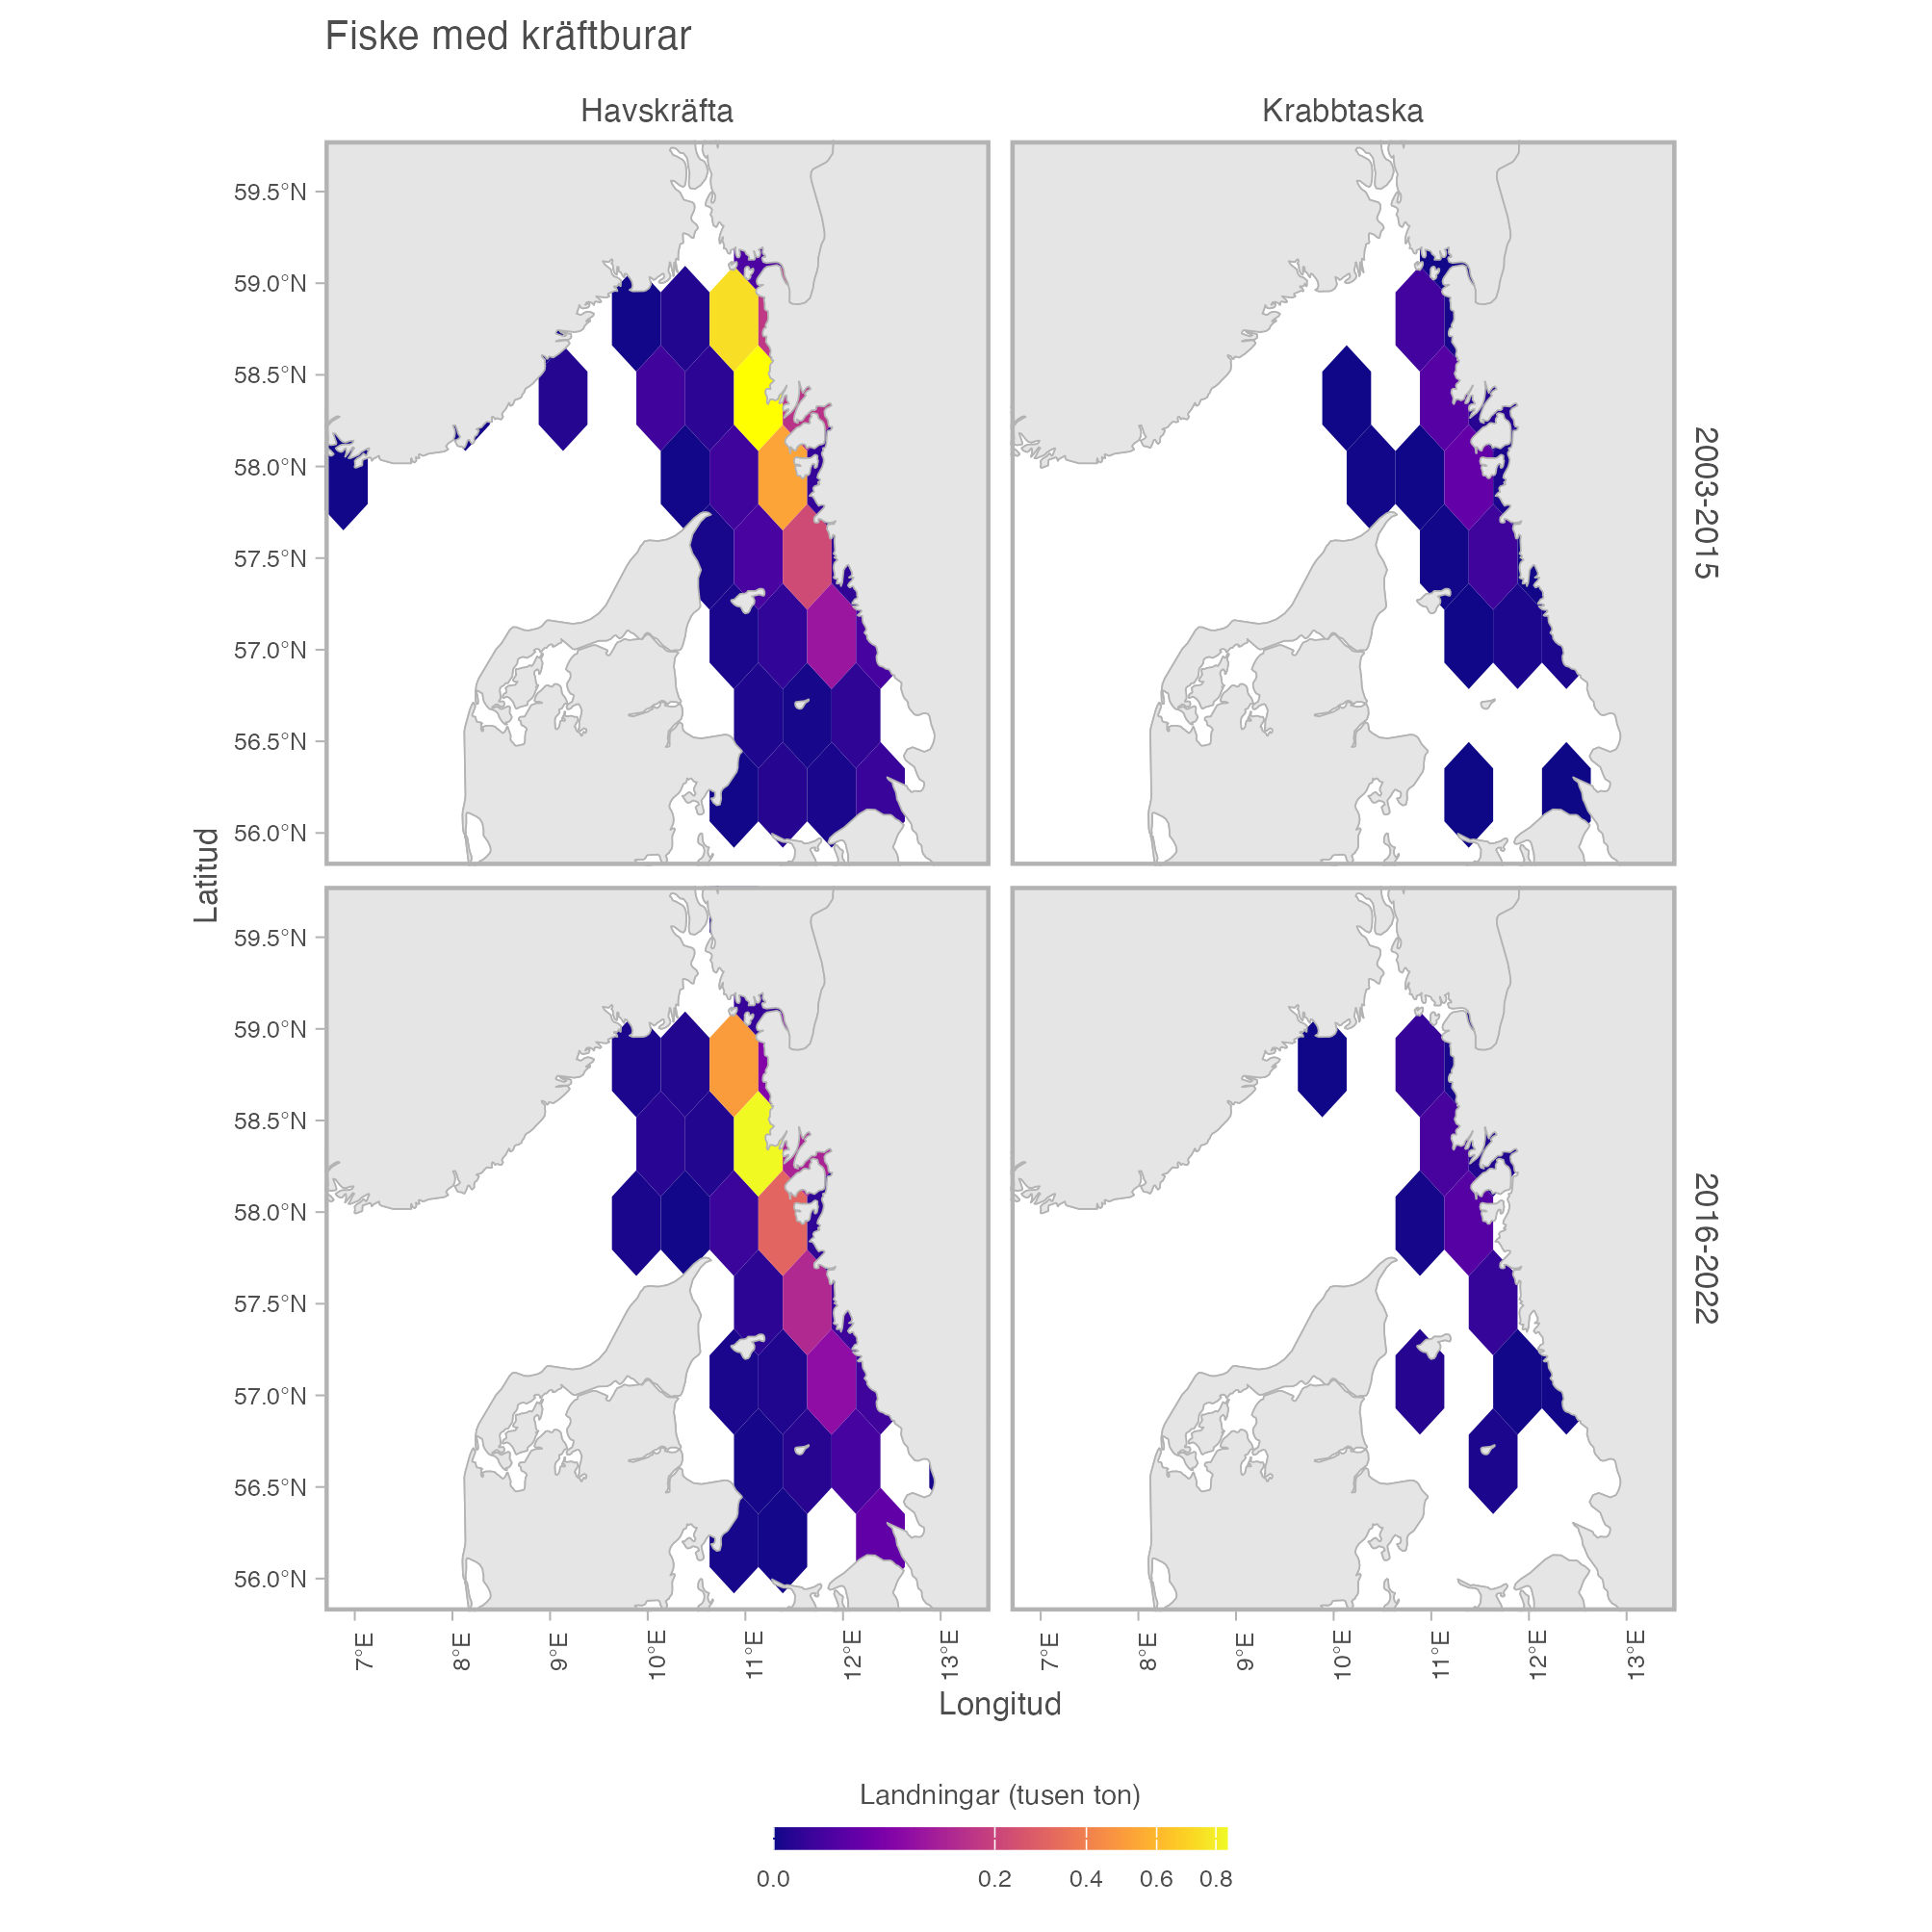 Fiske med kräftburar
Havskräfta
Krabbtaska
59.5°N
59.0°N
58.5°N
58.0°N
57.5°N
57.0°N
56.5°N
56.0°N
2003-2015
Latitud
59.5°N
59.0°N
58.5°N
58.0°N
57.5°N
57.0°N
56.5°N
56.0°N
2016-2022
7°E
8°E
9°E
10°E
11°E
12°E
13°E
7°E
8°E
9°E
10°E
11°E
12°E
13°E
Longitud
Landningar (tusen ton)
0.0
0.2
0.4
0.6
0.8